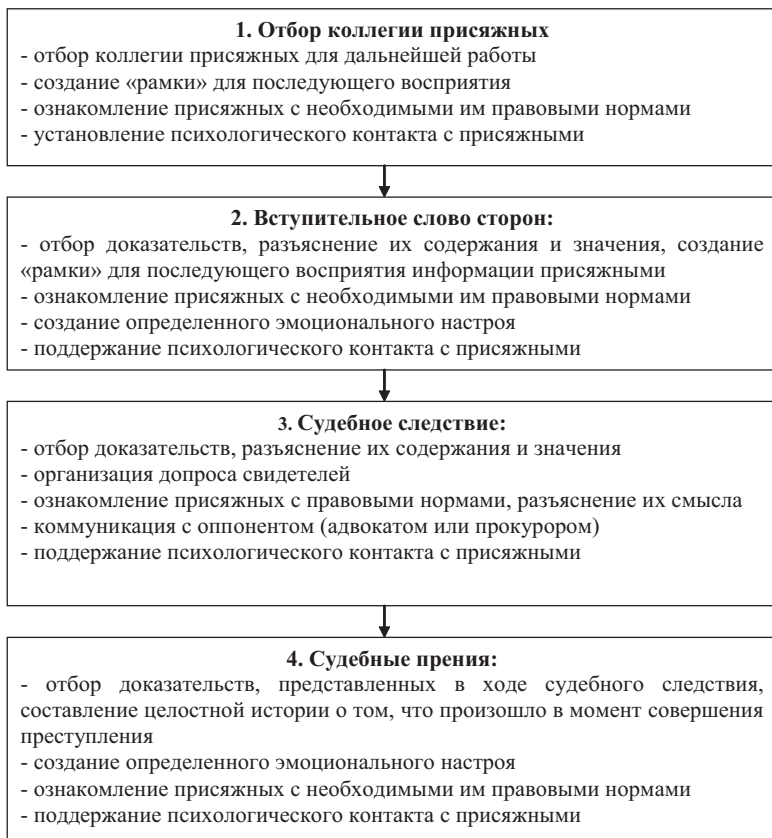 1. Отбор коллегии присяжных
- отбор коллегии присяжных для дальнейшей работы
- создание «рамки» для последующего восприятия
- ознакомление присяжных с необходимыми им правовыми нормами
- установление психологического контакта с присяжными
2. Вступительное слово сторон:
- отбор доказательств, разъяснение их содержания и значения, создание
«рамки» для последующего восприятия информации присяжными
- ознакомление присяжных с необходимыми им правовыми нормами
- создание определенного эмоционального настроя
- поддержание психологического контакта с присяжными
3. Судебное следствие:
- отбор доказательств, разъяснение их содержания и значения
- организация допроса свидетелей
- ознакомление присяжных с правовыми нормами, разъяснение их смысла
- коммуникация с оппонентом (адвокатом или прокурором)
- поддержание психологического контакта с присяжными
4. Судебные прения:
- отбор доказательств, представленных в ходе судебного следствия,
составление целостной истории о том, что произошло в момент совершения
преступления
- создание определенного эмоционального настроя
- ознакомление присяжных с необходимыми им правовыми нормами
- поддержание психологического контакта с присяжными